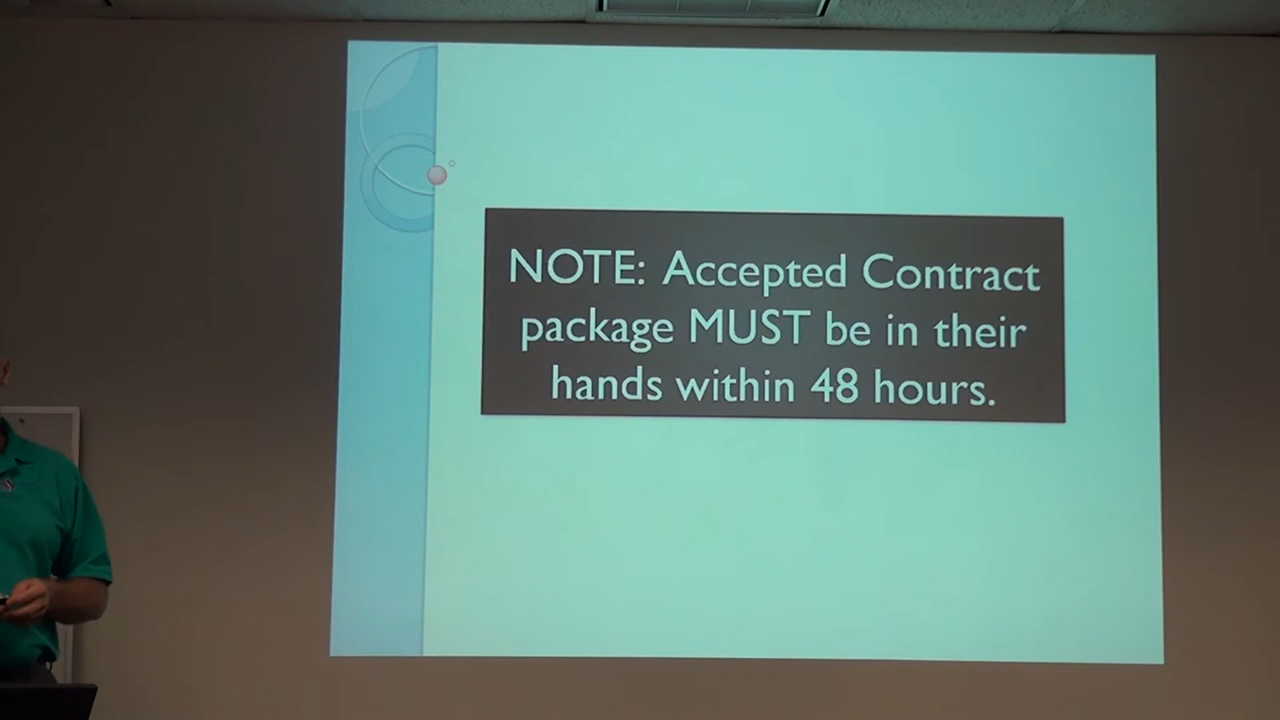 NOTE: Accepted Contract
package MUST be in their
hands within 48 hours.